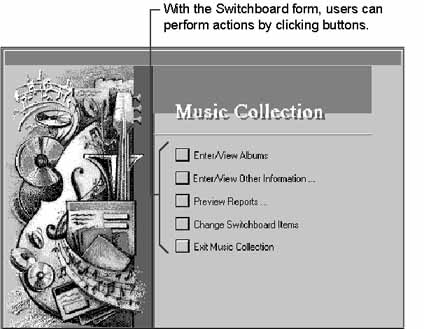 With the Switchboard form, users can
perform actions by clicking buttons.
Music Collection
Enter/View Albums
Enter/View Other Information ...
Preview Reports ...
Change Switchboard Items
Exit Music Collection